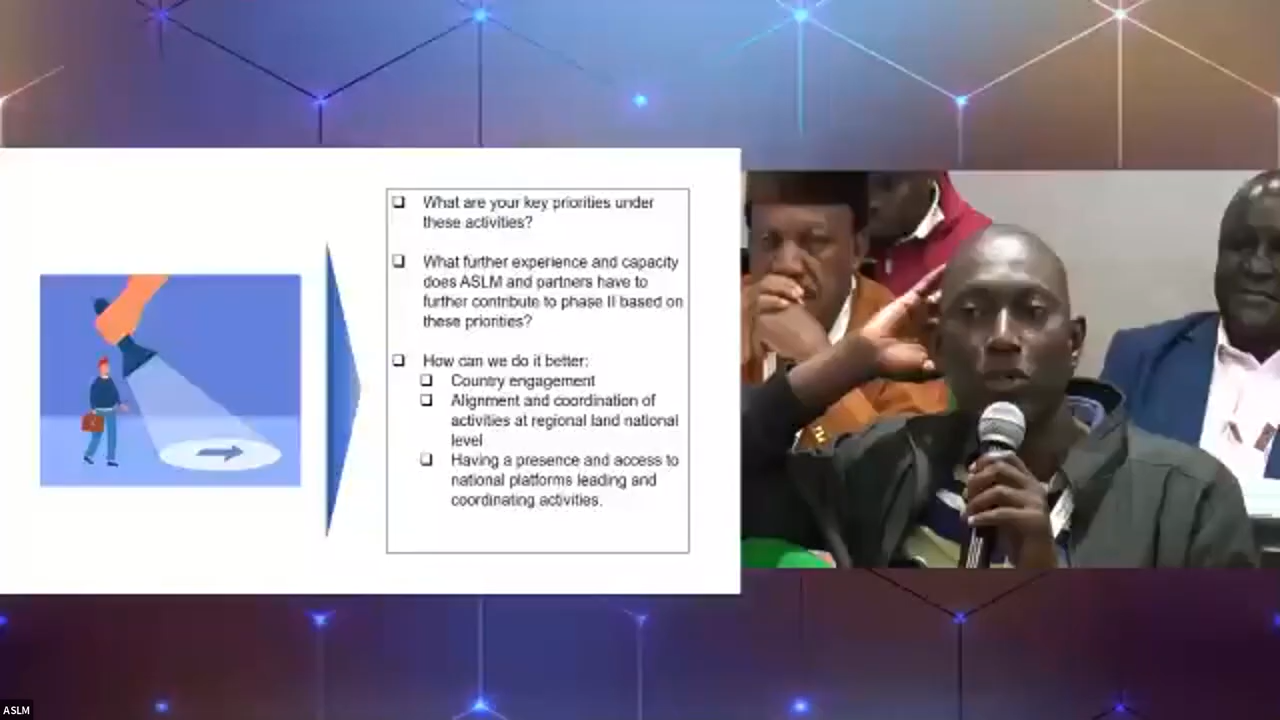 ❑ What are your key priorities under
these activities?
❑ What further experience and capacity
does ASLM and partners have to
further contribute to phase II based on
these priorities?
❑ How can we do it better:
❑ Country engagement
❑ Alignment and coordination of
activities at regional land national
level
❑ Having a presence and access to
national platforms leading and
coordinating activities.
ASLM